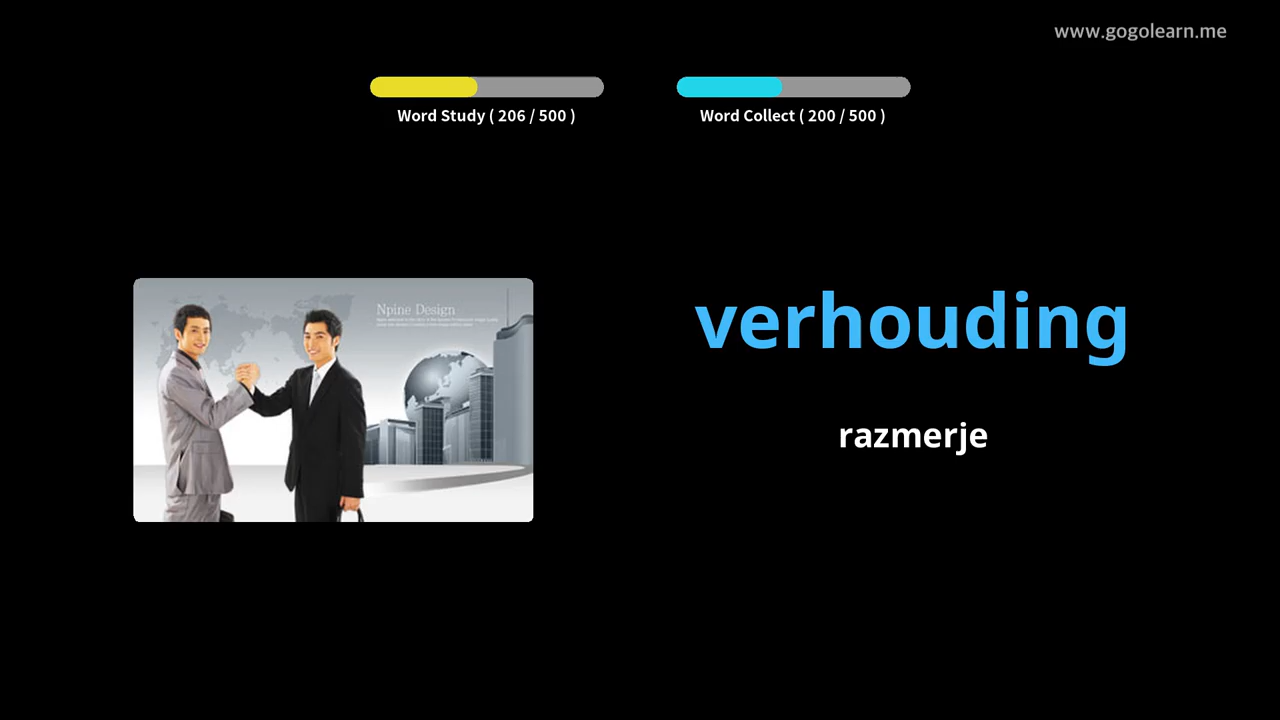 www.gogolearn.me
Word Study ( 206 / 500 )
Word Collect ( 200 / 500 )
Npine Design
verhouding
razmerje